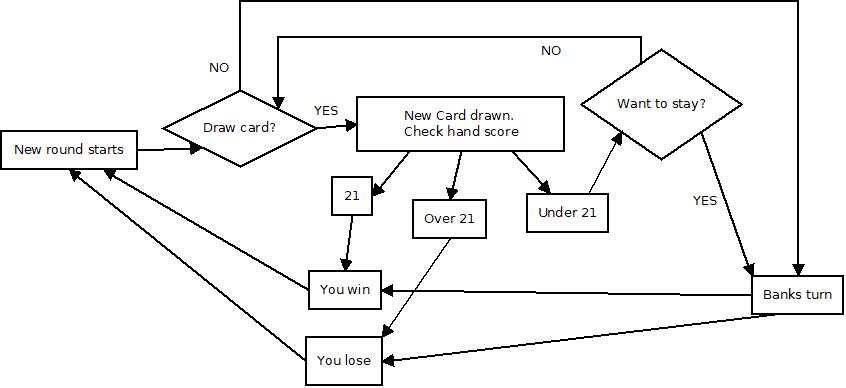 NO
NO
YES
Draw card?
New Card drawn.
Check hand score
Want to stay?
New round starts
21
Over 21
Under 21
YES
You win
Banks turn
You lose